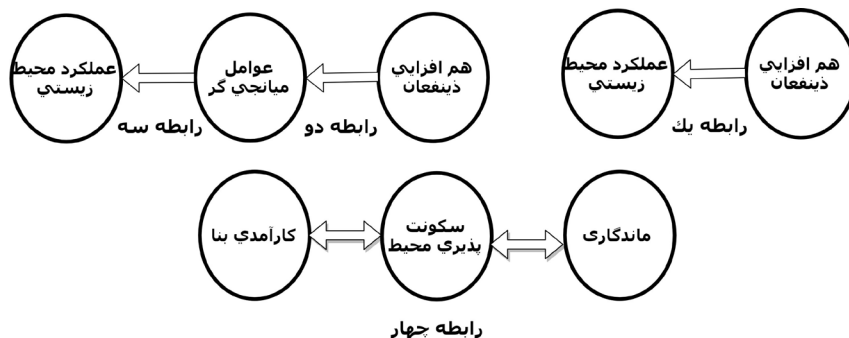 هم افزايي
ذينفعان
عملكرد محيط
زيستي
رابطه يك
هم افزايي
ذينفعان
عوامل
ميانجي گر
عملكرد محيط
زيستي
رابطه دو
رابطه سه
ماندگاری
سكونت
پذيري محيط
كارآمدي بنا
رابطه چهار